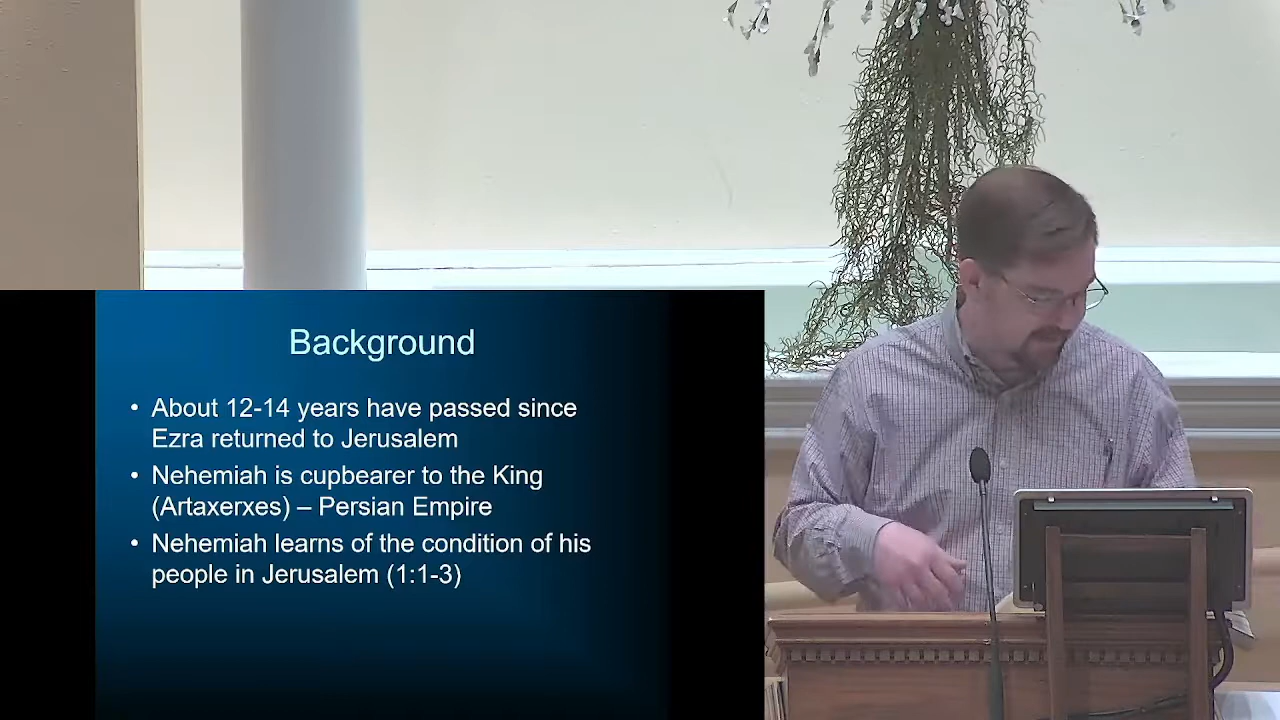 Background
• About 12-14 years have passed since
Ezra returned to Jerusalem
• Nehemiah is cupbearer to the King
(Artaxerxes) – Persian Empire
• Nehemiah learns of the condition of his
people in Jerusalem (1:1-3)